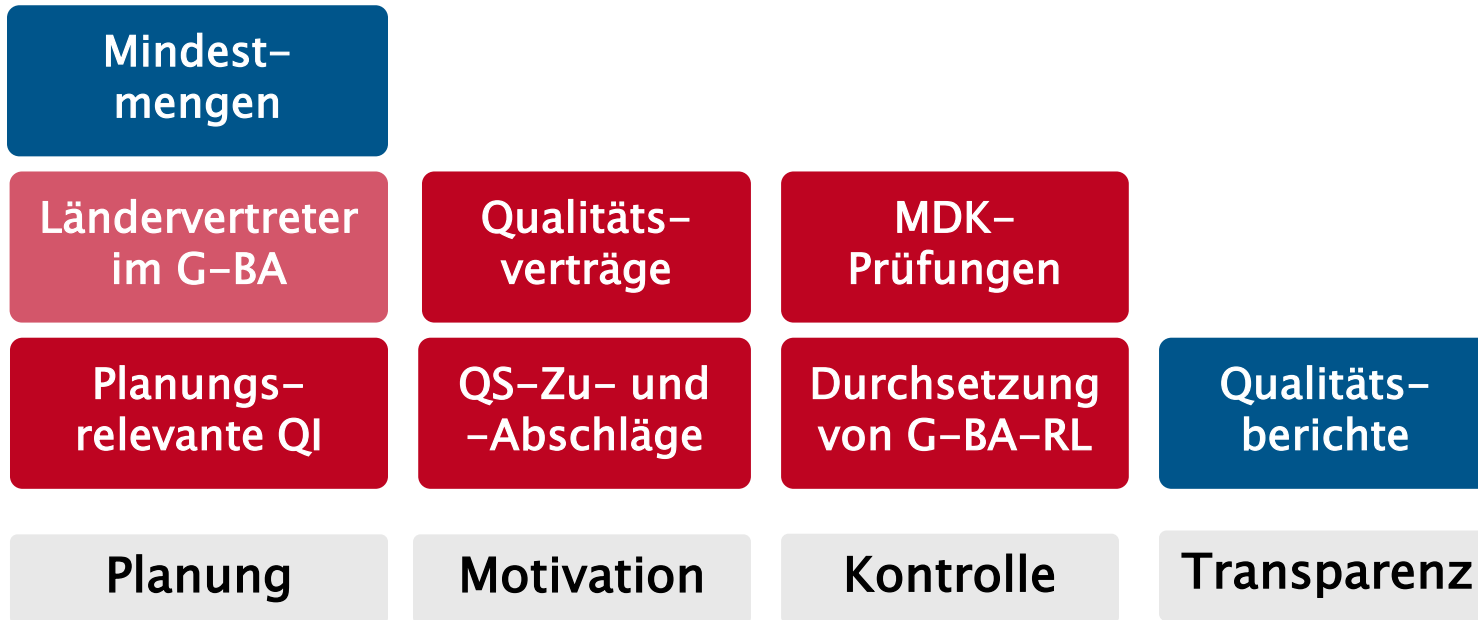 Mindest-
mengen
Ländervertreter
im G-BA
Qualitäts-
verträge
MDK-
Prüfungen
Planungs-
relevante QI
QS-Zu- und
-Abschläge
Durchsetzung
von G-BA-RL
Qualitäts-
berichte
Planung
Motivation
Kontrolle
Transparenz